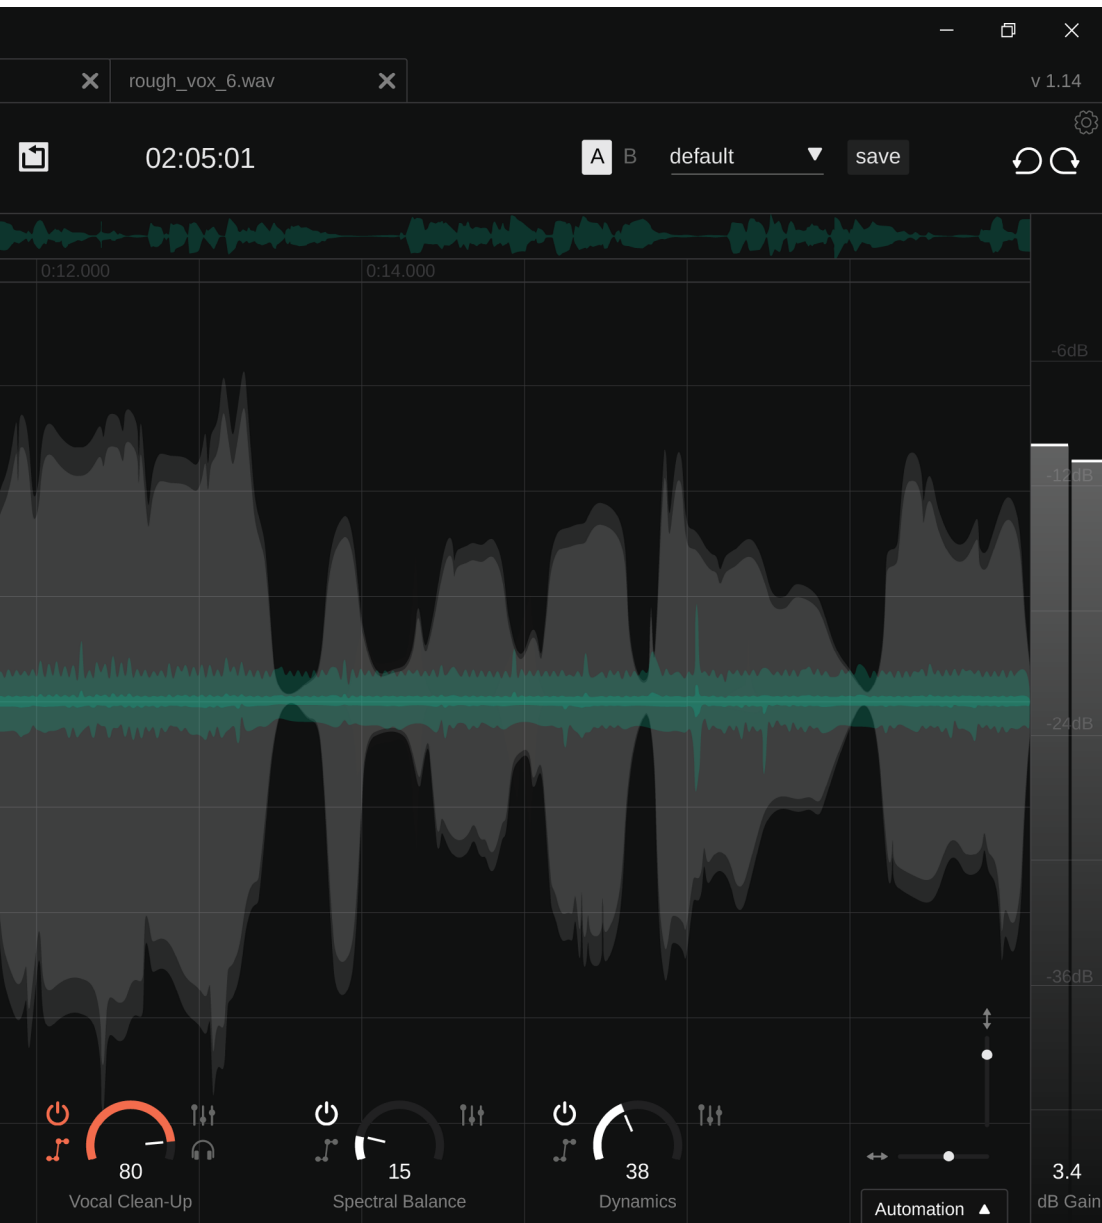 rough_vox_6.wav
v 1.14
02:05:01
A B default save
0:12.000 0:14.000
-6dB
-12dB
-24dB
-36dB
80 15 38 3.4
Vocal Clean-Up Spectral Balance Dynamics dB Gain
Automation